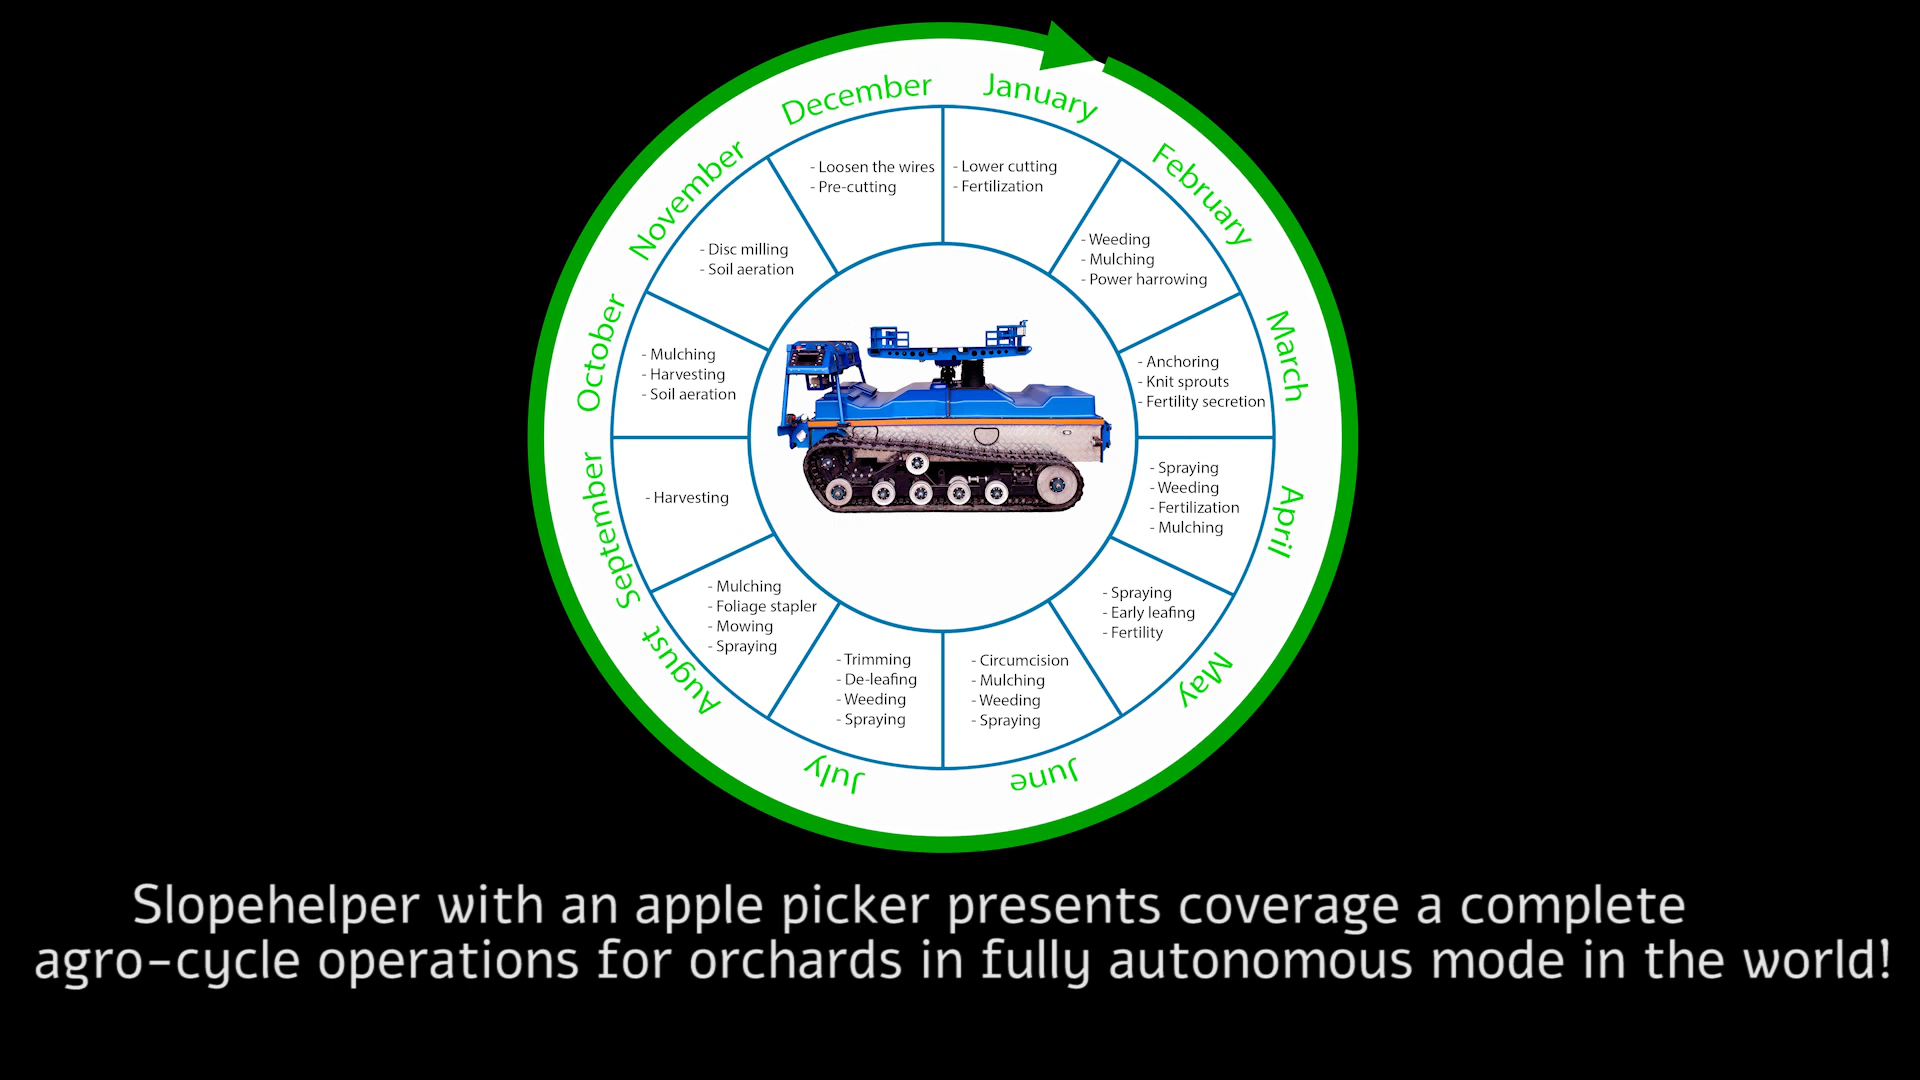 January
- Lower cutting
- Fertilization
February
- Weeding
- Mulching
- Power harrowing
March
- Anchoring
- Knit sprouts
- Fertility secretion
April
- Spraying
- Weeding
- Fertilization
- Mulching
May
- Spraying
- Early leafing
- Fertility
June
- Circumcision
- Mulching
- Weeding
- Spraying
July
- Trimming
- De-leafing
- Weeding
- Spraying
August
- Mulching
- Foliage stapler
- Mowing
- Spraying
September
- Harvesting
October
- Mulching
- Harvesting
- Soil aeration
November
- Disc milling
- Soil aeration
December
- Loosen the wires
- Pre-cutting
Slopehelper with an apple picker presents coverage a complete
agro-cycle operations for orchards in fully autonomous mode in the world!